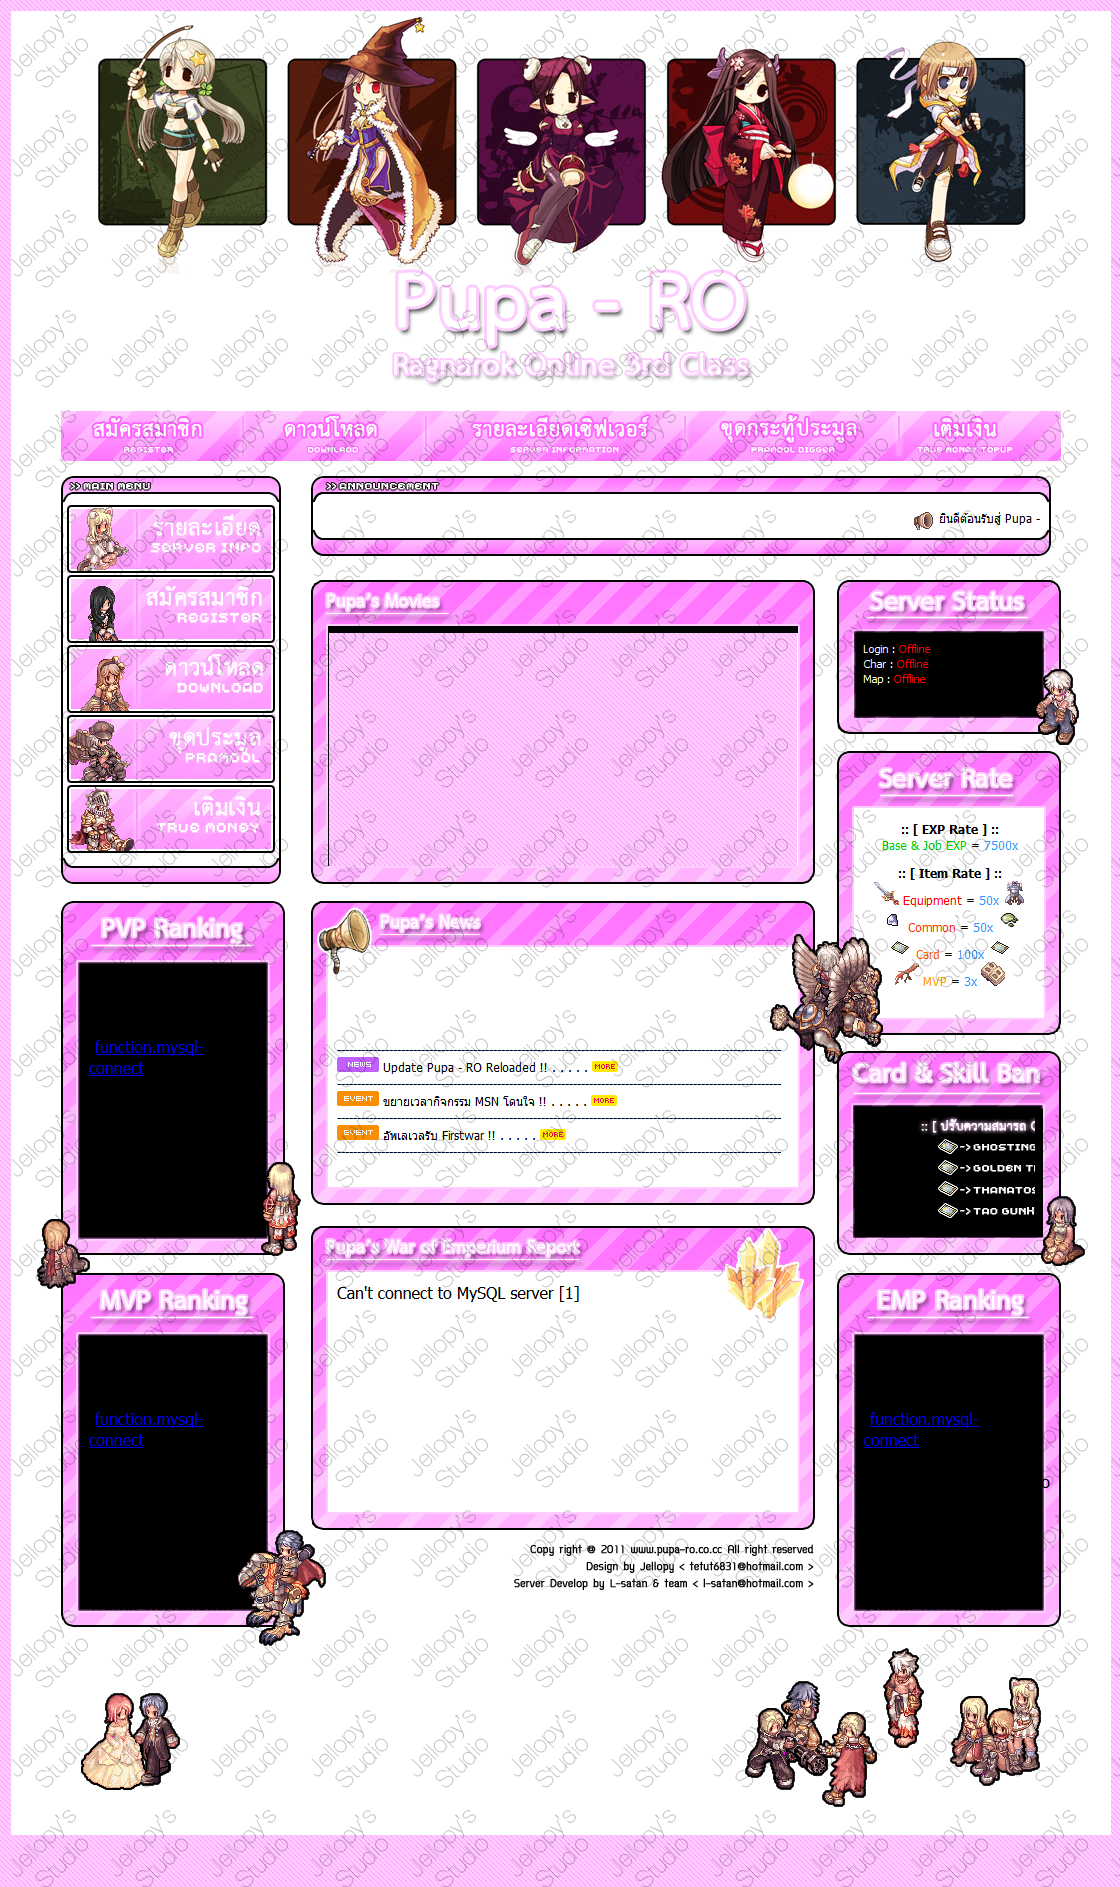 Pupa - RO
Ragnarok Online 3rd Class
สมัครสมาชิก
REGISTER
ดาวน์โหลด
DOWNLAOD
รายละเอียดเซิฟเวอร์
SERVER INFORMATION
ชุดกระทู้ประมูล
PRAMOOL DIGGER
เติมเงิน
TRUE MONEY TOPUP
>> MAIN MENU
รายละเอียด
SERVER INFO
สมัครสมาชิก
REGISTER
ดาวน์โหลด
DOWNLOAD
ขุดประมูล
PRAMOOL
เติมเงิน
TRUE MONEY
>> ANNOUNCEMENT
ยินดีต้อนรับสู่ Pupa -
Pupa's Movies
Server Status
Login : Offline
Char : Offline
Map : Offline
Server Rate
:: [ EXP Rate ] ::
Base & Job EXP = 7500x
:: [ Item Rate ] ::
Equipment = 50x
Common = 50x
Card = 100x
MVP = 3x
PVP Ranking
function.mysql-
connect
Pupa's News
NEWS Update Pupa - RO Reloaded !! . . . . . MORE
EVENT ขยายเวลากิจกรรม MSN โดนใจ !! . . . . . MORE
EVENT อัพเลเวลรับ Firstwar !! . . . . . MORE
Card & Skill Ban
:: [ ปรับความสมารถ
-> GHOSTING
-> GOLDEN
-> THANATOS
-> TAO GUNK
MVP Ranking
function.mysql-
connect
Pupa's War of Emperium Report
Can't connect to MySQL server [1]
EMP Ranking
function.mysql-
connect
Copy right @ 2011 www.pupa-ro.co.cc All right reserved
Design by Jellopy < tetut6831@hotmail.com >
Server Develop by L-satan & team < l-satan@hotmail.com >
Jellopy's
Studio